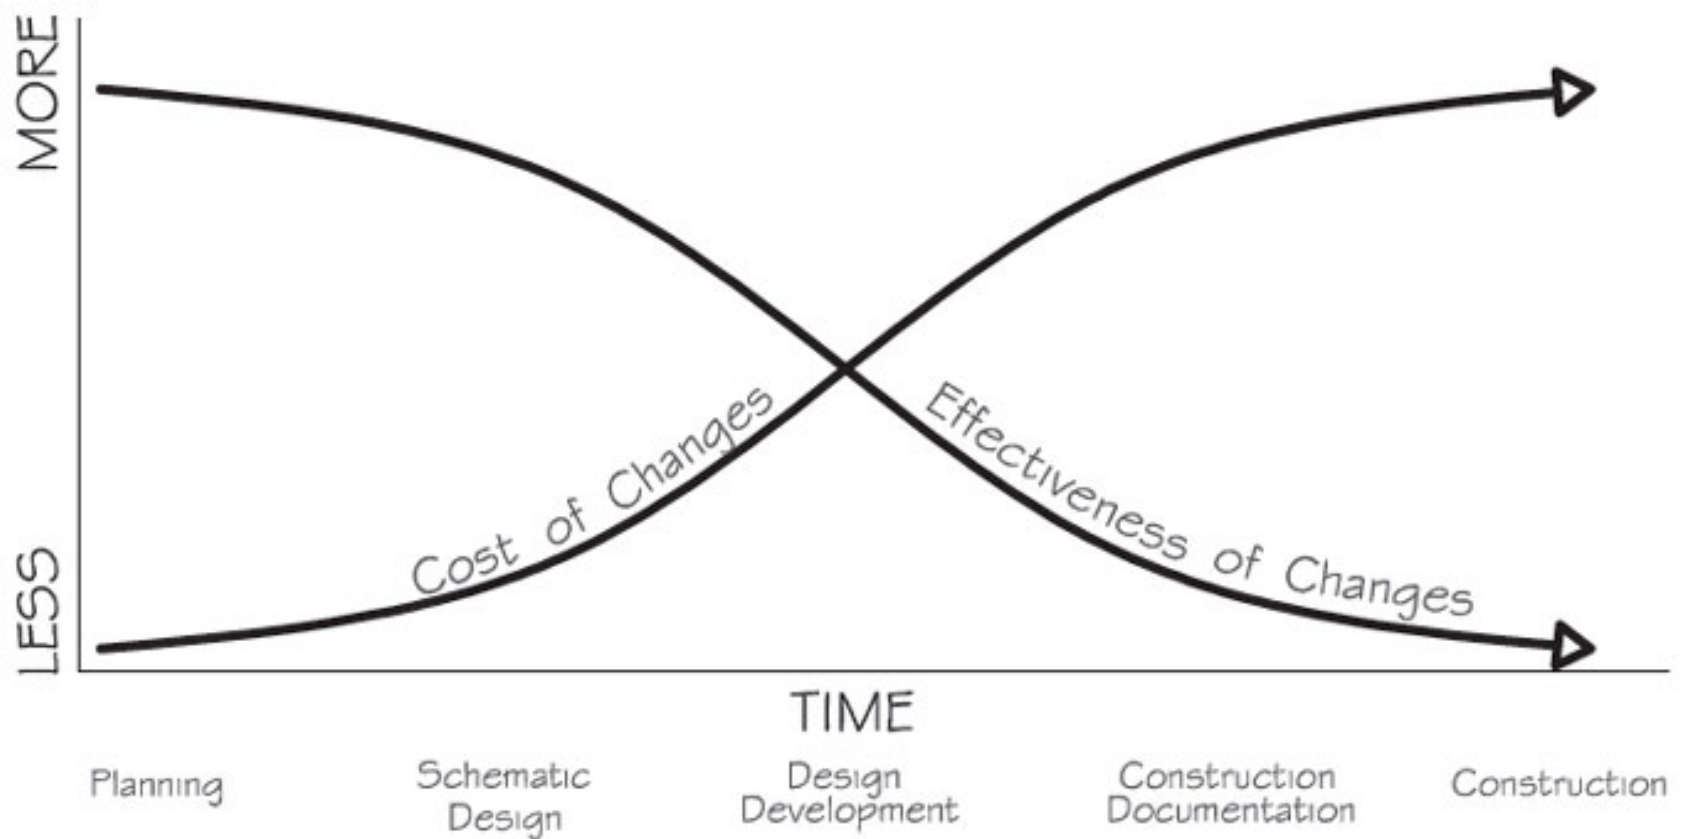 MORE
LESS
Cost of Changes
Effectiveness of Changes
TIME
Planning
Schematic
Design
Design
Development
Construction
Documentation
Construction